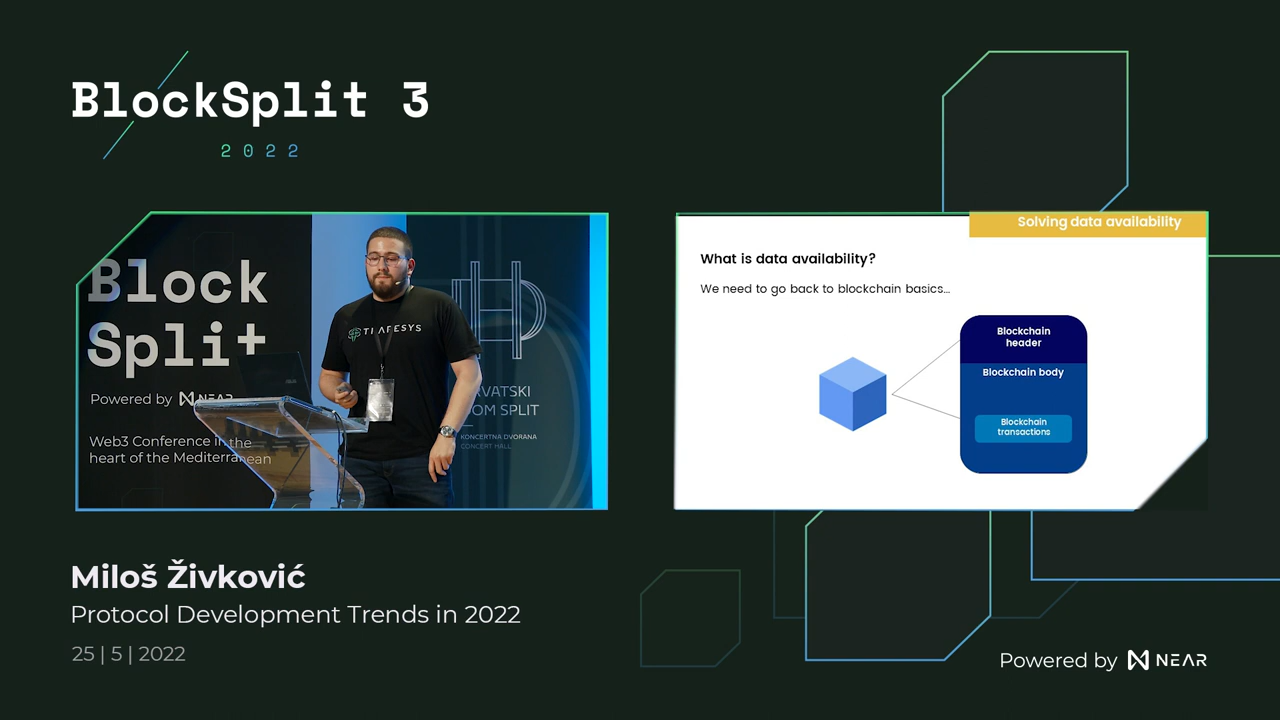 BlockSplit 3
2022
Block
Split
Powered by NEAR
Web3 Conference in the
heart of the Mediterranean
DOM SPLIT
KONCERTNA DVORANA
CONCERT HALL
Solving data availability
What is data availability?
We need to go back to blockchain basics...
Blockchain
header
Blockchain body
Blockchain
transactions
Miloš Živković
Protocol Development Trends in 2022
25 | 5 | 2022
Powered by NEAR